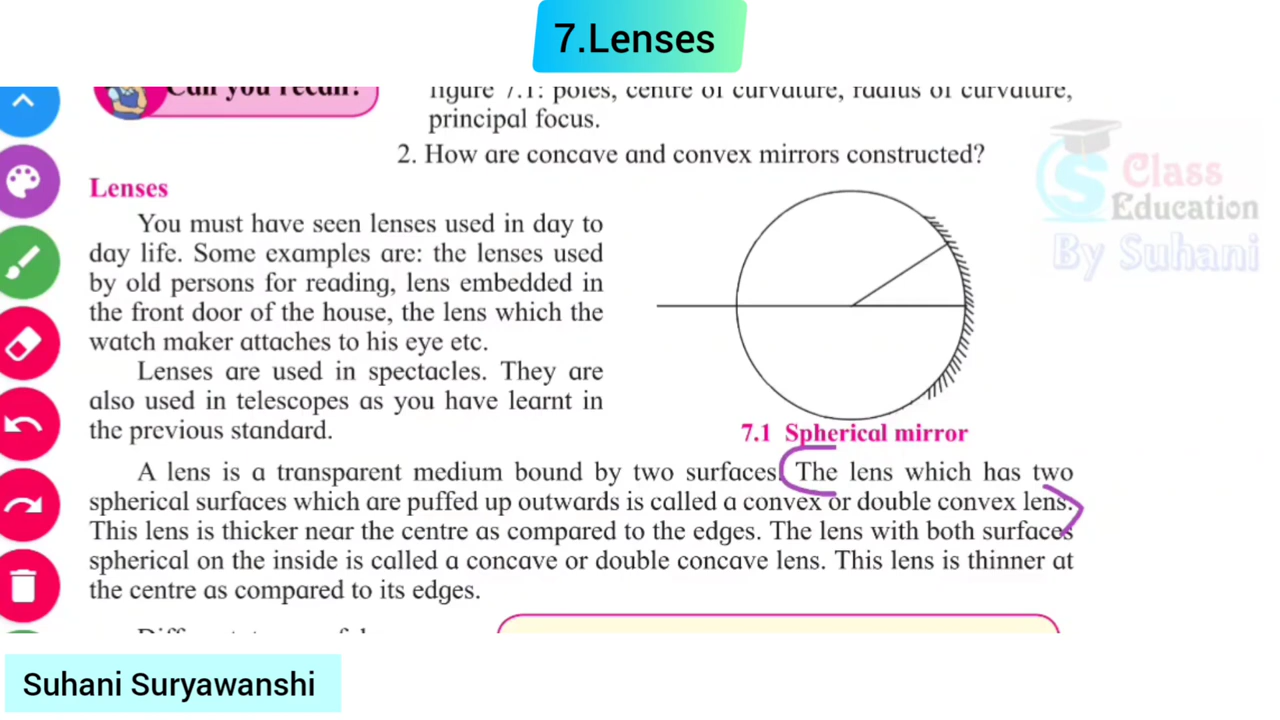 7.Lenses
Can you recall?
figure 7.1: poles, centre of curvature, radius of curvature,
principal focus.
2. How are concave and convex mirrors constructed?
Class
Education
By Suhani
Lenses
You must have seen lenses used in day to
day life. Some examples are: the lenses used
by old persons for reading, lens embedded in
the front door of the house, the lens which the
watch maker attaches to his eye etc.
Lenses are used in spectacles. They are
also used in telescopes as you have learnt in
the previous standard.
7.1 Spherical mirror
A lens is a transparent medium bound by two surfaces. The lens which has two
spherical surfaces which are puffed up outwards is called a convex or double convex lens.
This lens is thicker near the centre as compared to the edges. The lens with both surfaces
spherical on the inside is called a concave or double concave lens. This lens is thinner at
the centre as compared to its edges.
Suhani Suryawanshi